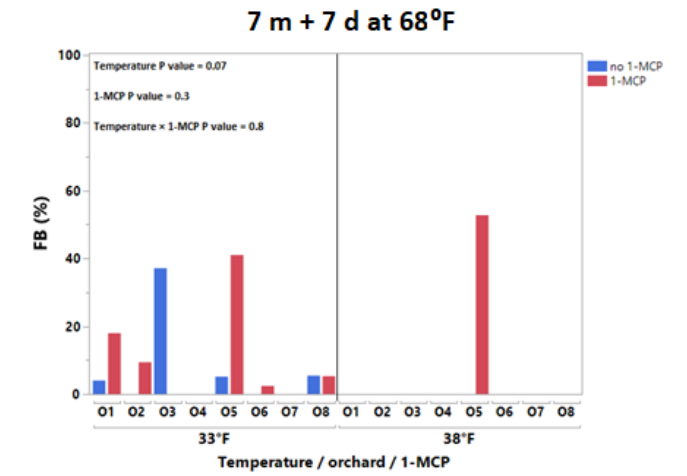 7 m + 7 d at 68⁰F
100
Temperature P value = 0.07
1-MCP P value = 0.3
80
Temperature × 1-MCP P value = 0.8
60
40
20
0
FB (%)
no 1-MCP
1-MCP
O1 O2 O3 O4 O5 O6 O7 O8 O1 O2 O3 O4 O5 O6 O7 O8
33°F 38°F
Temperature / orchard / 1-MCP